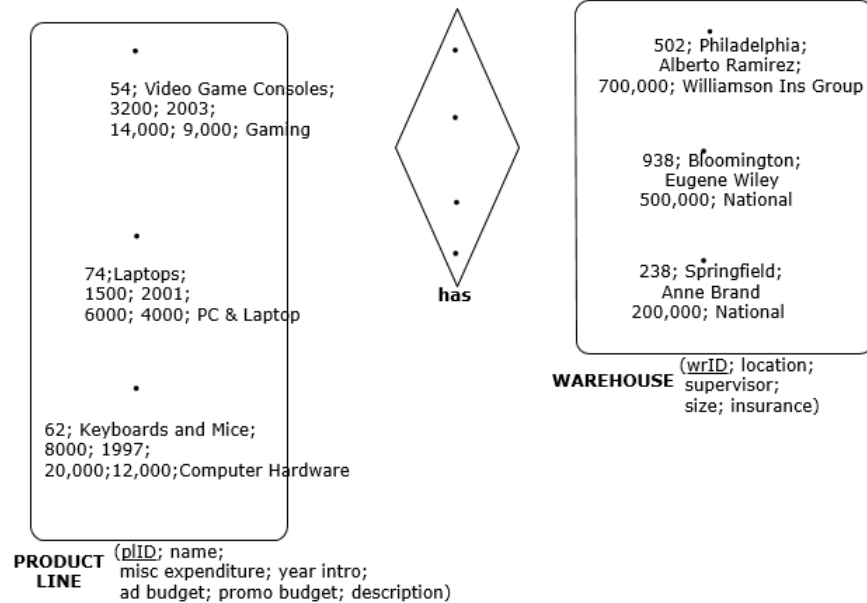 54; Video Game Consoles;
3200; 2003;
14,000; 9,000; Gaming
74;Laptops;
1500; 2001;
6000; 4000; PC & Laptop
62; Keyboards and Mice;
8000; 1997;
20,000;12,000;Computer Hardware
PRODUCT LINE
(plID; name;
misc expenditure; year intro;
ad budget; promo budget; description)
has
502; Philadelphia;
Alberto Ramirez;
700,000; Williamson Ins Group
938; Bloomington;
Eugene Wiley
500,000; National
238; Springfield;
Anne Brand
200,000; National
WAREHOUSE
(wrID; location;
supervisor;
size; insurance)